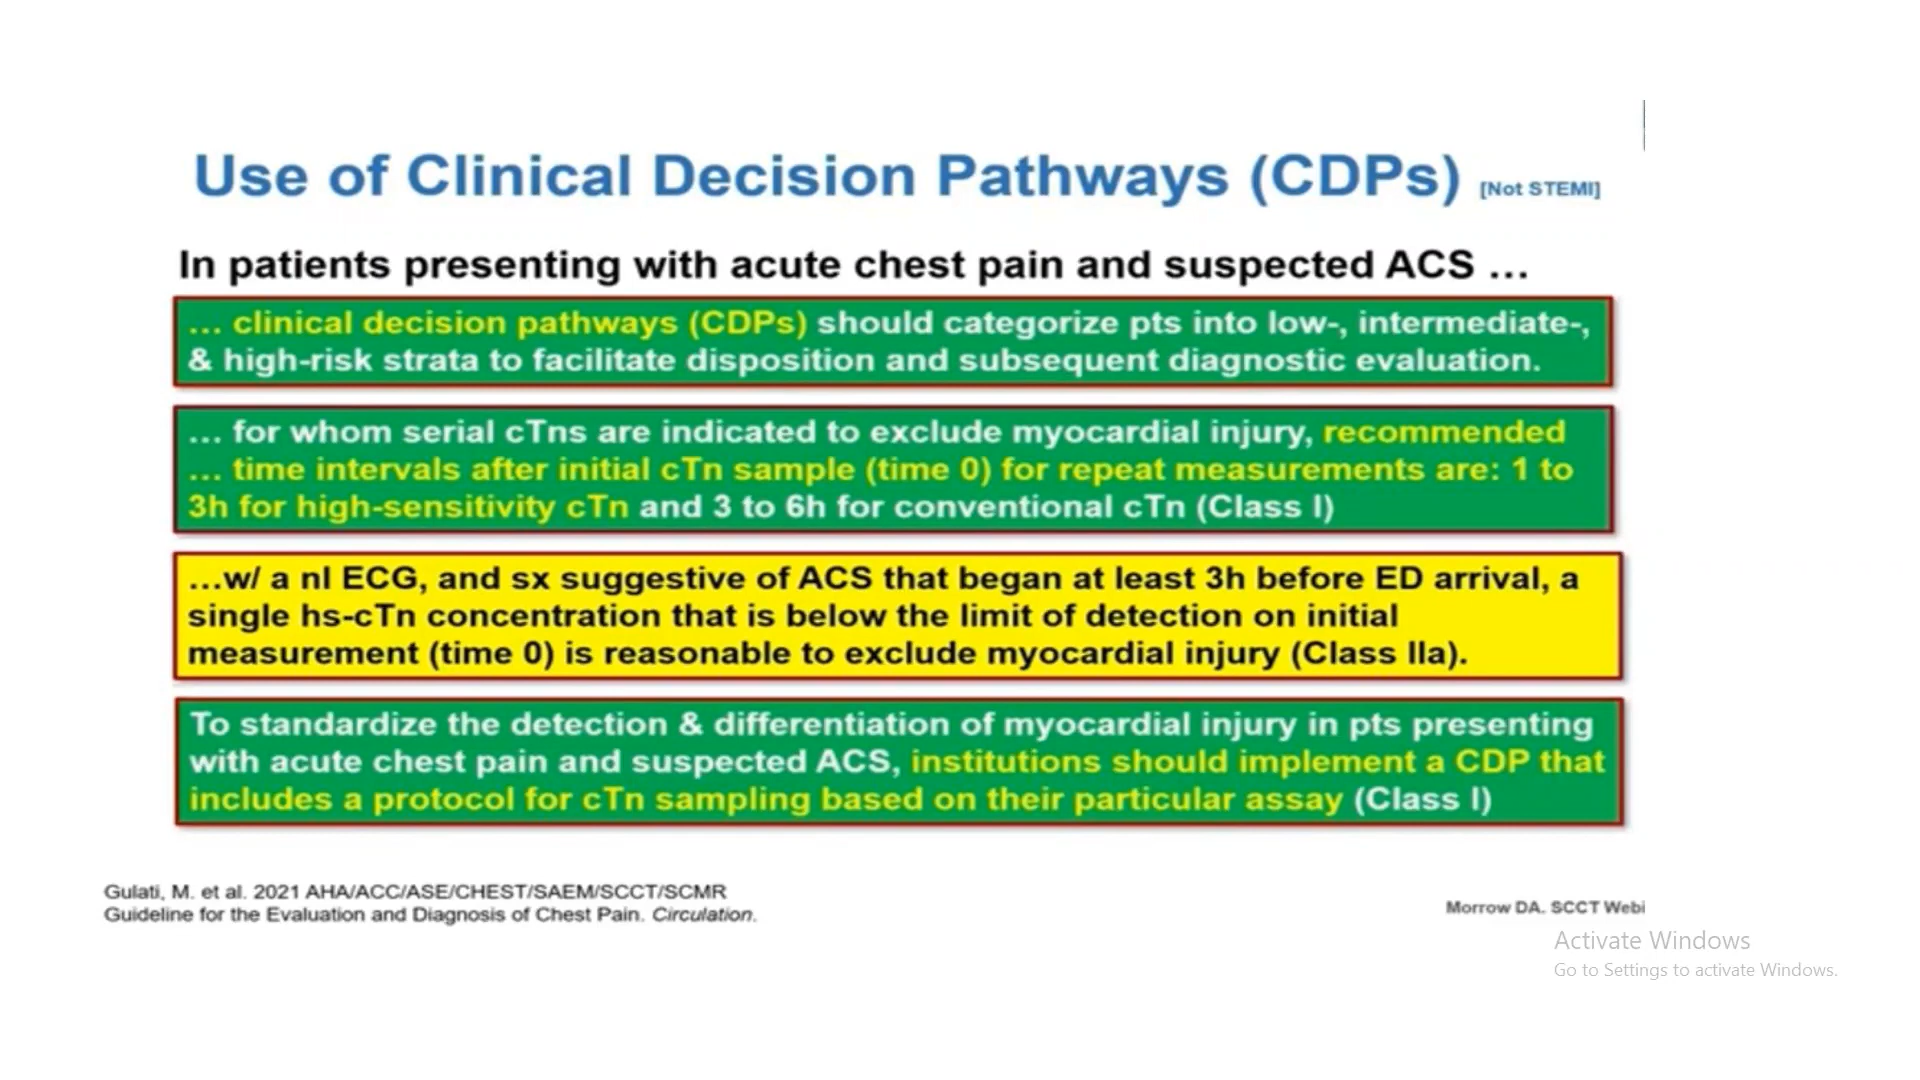 Use of Clinical Decision Pathways (CDPs) [Not STEMI]
In patients presenting with acute chest pain and suspected ACS ...
... clinical decision pathways (CDPs) should categorize pts into low-, intermediate-,
& high-risk strata to facilitate disposition and subsequent diagnostic evaluation.
... for whom serial cTns are indicated to exclude myocardial injury, recommended
... time intervals after initial cTn sample (time 0) for repeat measurements are: 1 to
3h for high-sensitivity cTn and 3 to 6h for conventional cTn (Class I)
...w/ a nl ECG, and sx suggestive of ACS that began at least 3h before ED arrival, a
single hs-cTn concentration that is below the limit of detection on initial
measurement (time 0) is reasonable to exclude myocardial injury (Class IIa).
To standardize the detection & differentiation of myocardial injury in pts presenting
with acute chest pain and suspected ACS, institutions should implement a CDP that
includes a protocol for cTn sampling based on their particular assay (Class I)
Gulati, M. et al. 2021 AHA/ACC/ASE/CHEST/SAEM/SCCT/SCMR
Guideline for the Evaluation and Diagnosis of Chest Pain. Circulation.
Morrow DA. SCCT Webi
Activate Windows
Go to Settings to activate Windows.